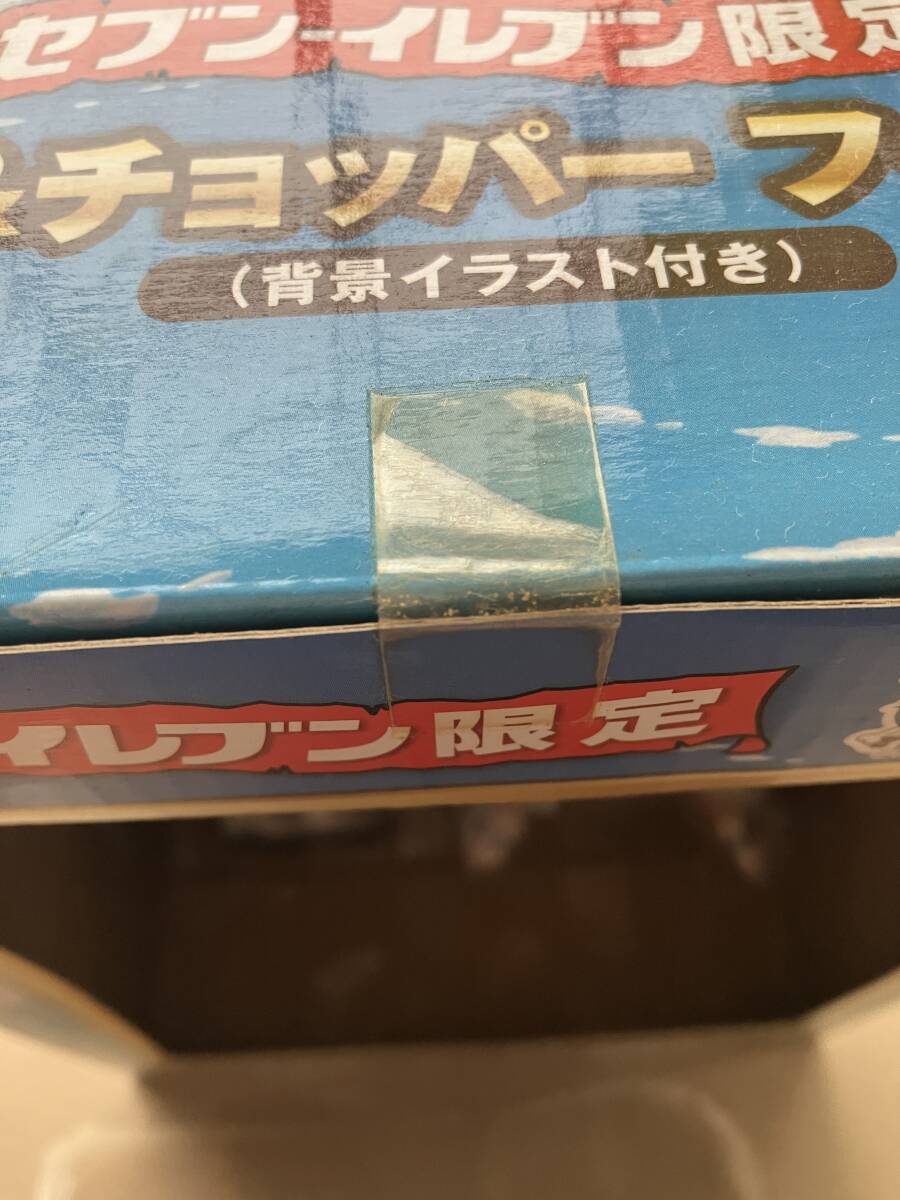 セブン-イレブン限定
&チョッパー フ
（背景イラスト付き）
イレブン限定